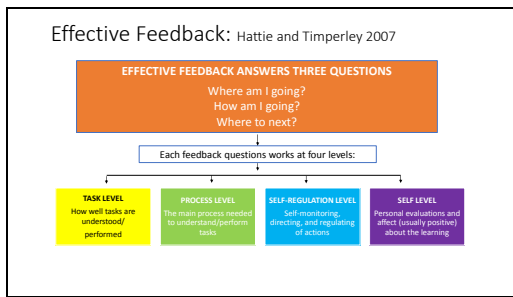 Effective Feedback: Hattie and Timperley 2007
EFFECTIVE FEEDBACK ANSWERS THREE QUESTIONS
Where am I going?
How am I going?
Where to next?
Each feedback questions works at four levels:
TASK LEVEL
How well tasks are
understood/
performed
PROCESS LEVEL
The main process needed
to understand/perform
tasks
SELF-REGULATION LEVEL
Self-monitoring,
directing, and regulating
of actions
SELF LEVEL
Personal evaluations and
affect (usually positive)
about the learning